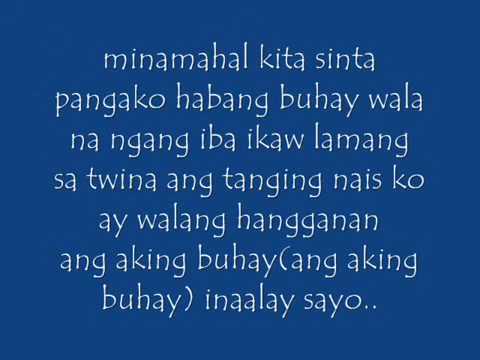 minamahal kita sinta
pangako habang buhay wala
na ngang iba ikaw lamang
sa twina ang tanging nais ko
ay walang hangganan
ang aking buhay(ang aking
buhay) inaalay sayo..